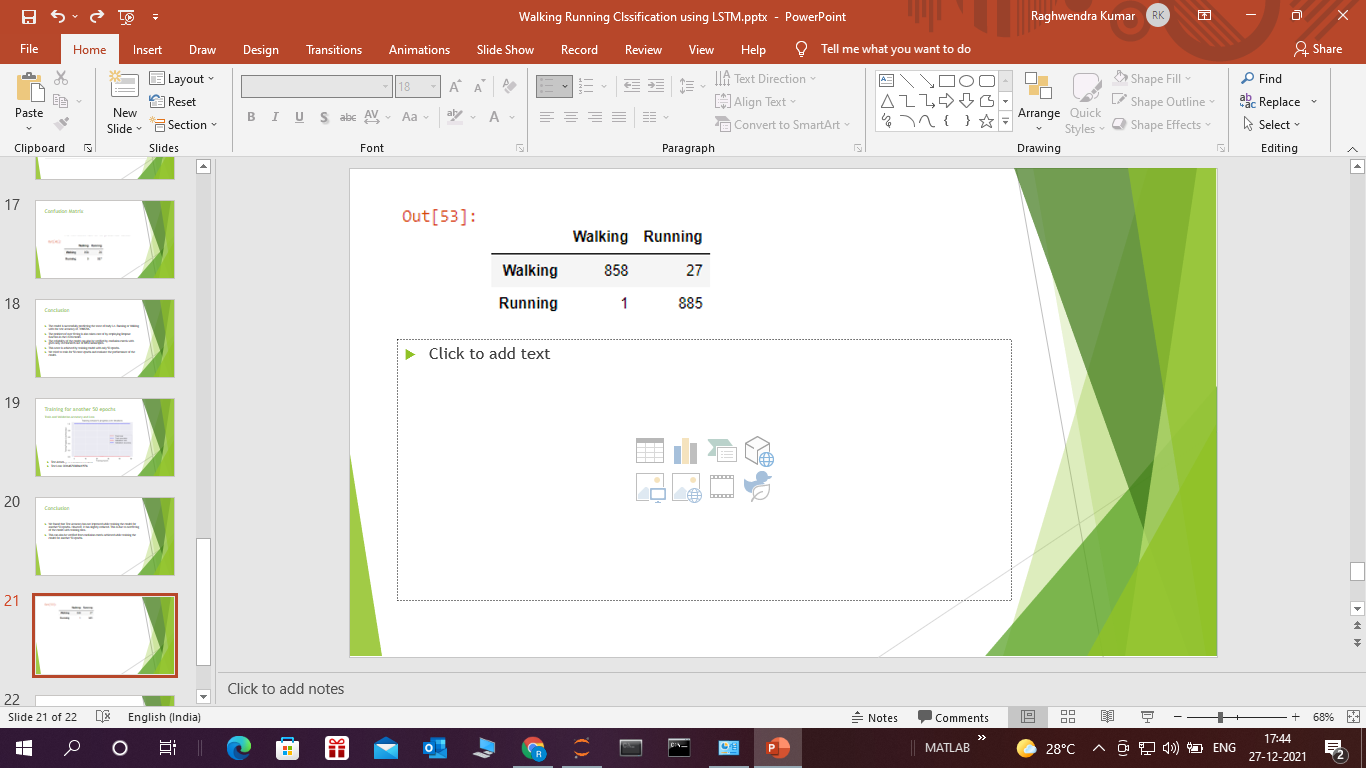 Walking Running Clssification using LSTM.pptx - PowerPoint
Raghwendra Kumar RK
File Home Insert Draw Design Transitions Animations Slide Show Record Review View Help Tell me what you want to do Share
Paste
New Slide
Layout
Reset
Section
18
B I U S abc AV Aa A
Text Direction
Align Text
Convert to SmartArt
Arrange
Quick Styles
Shape Fill
Shape Outline
Shape Effects
Find
Replace
Select
Clipboard Slides Font Paragraph Drawing Editing
17
Confusion Matrix
18
Conclusion
19
Training for another 50 epochs
20
Conclusion
21
22
Out[53]:
Walking Running
Walking 858 27
Running 1 885
Click to add text
Click to add notes
Slide 21 of 22 English (India) Notes Comments 68%
MATLAB 28°C ENG 17:44
27-12-2021 2